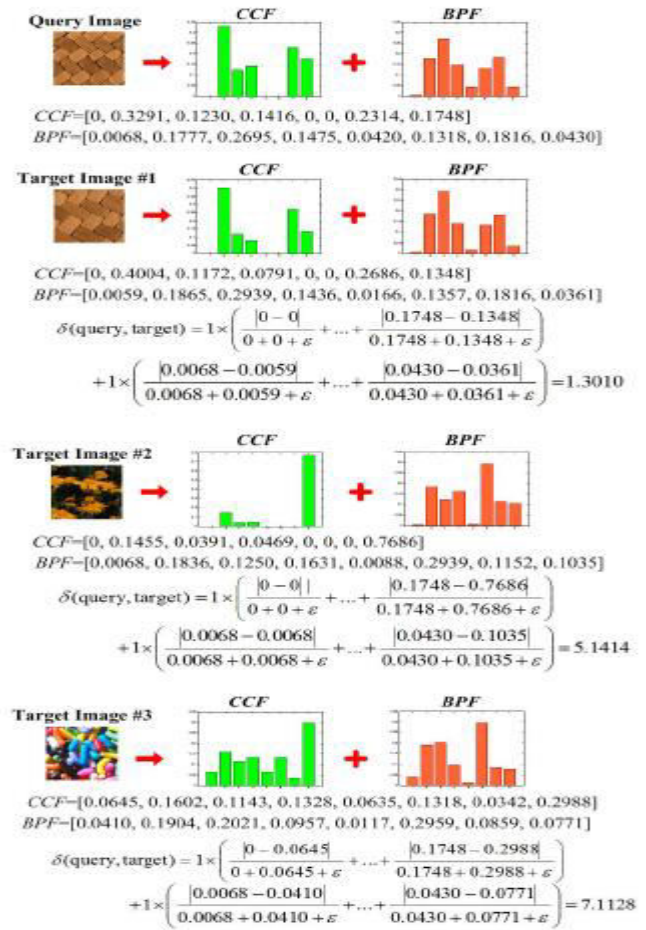 Query Image CCF BPF
CCF=[0, 0.3291, 0.1230, 0.1416, 0, 0, 0.2314, 0.1748]
BPF=[0.0068, 0.1777, 0.2695, 0.1475, 0.0420, 0.1318, 0.1816, 0.0430]
Target Image #1 CCF BPF
CCF=[0, 0.4004, 0.1172, 0.0791, 0, 0, 0.2686, 0.1348]
BPF=[0.0059, 0.1865, 0.2939, 0.1436, 0.0166, 0.1357, 0.1816, 0.0361]
δ(query, target) = 1×( |0−0| / 0+0+ε + ... + |0.1748−0.1348| / 0.1748+0.1348+ε )
+1×( |0.0068−0.0059| / 0.0068+0.0059+ε + ... + |0.0430−0.0361| / 0.0430+0.0361+ε ) =1.3010
Target Image #2 CCF BPF
CCF=[0, 0.1455, 0.0391, 0.0469, 0, 0, 0, 0.7686]
BPF=[0.0068, 0.1836, 0.1250, 0.1631, 0.0088, 0.2939, 0.1152, 0.1035]
δ(query, target) = 1×( |0−0| | / 0+0+ε + ... + |0.1748−0.7686| / 0.1748+0.7686+ε )
+1×( |0.0068−0.0068| / 0.0068+0.0068+ε + ... + |0.0430−0.1035| / 0.0430+0.1035+ε ) =5.1414
Target Image #3 CCF BPF
CCF=[0.0645, 0.1602, 0.1143, 0.1328, 0.0635, 0.1318, 0.0342, 0.2988]
BPF=[0.0410, 0.1904, 0.2021, 0.0957, 0.0117, 0.2959, 0.0859, 0.0771]
δ(query, target) = 1×( |0−0.0645| / 0+0.0645+ε + ... + |0.1748−0.2988| / 0.1748+0.2988+ε )
+1×( |0.0068−0.0410| / 0.0068+0.0410+ε + ... + |0.0430−0.0771| / 0.0430+0.0771+ε ) =7.1128